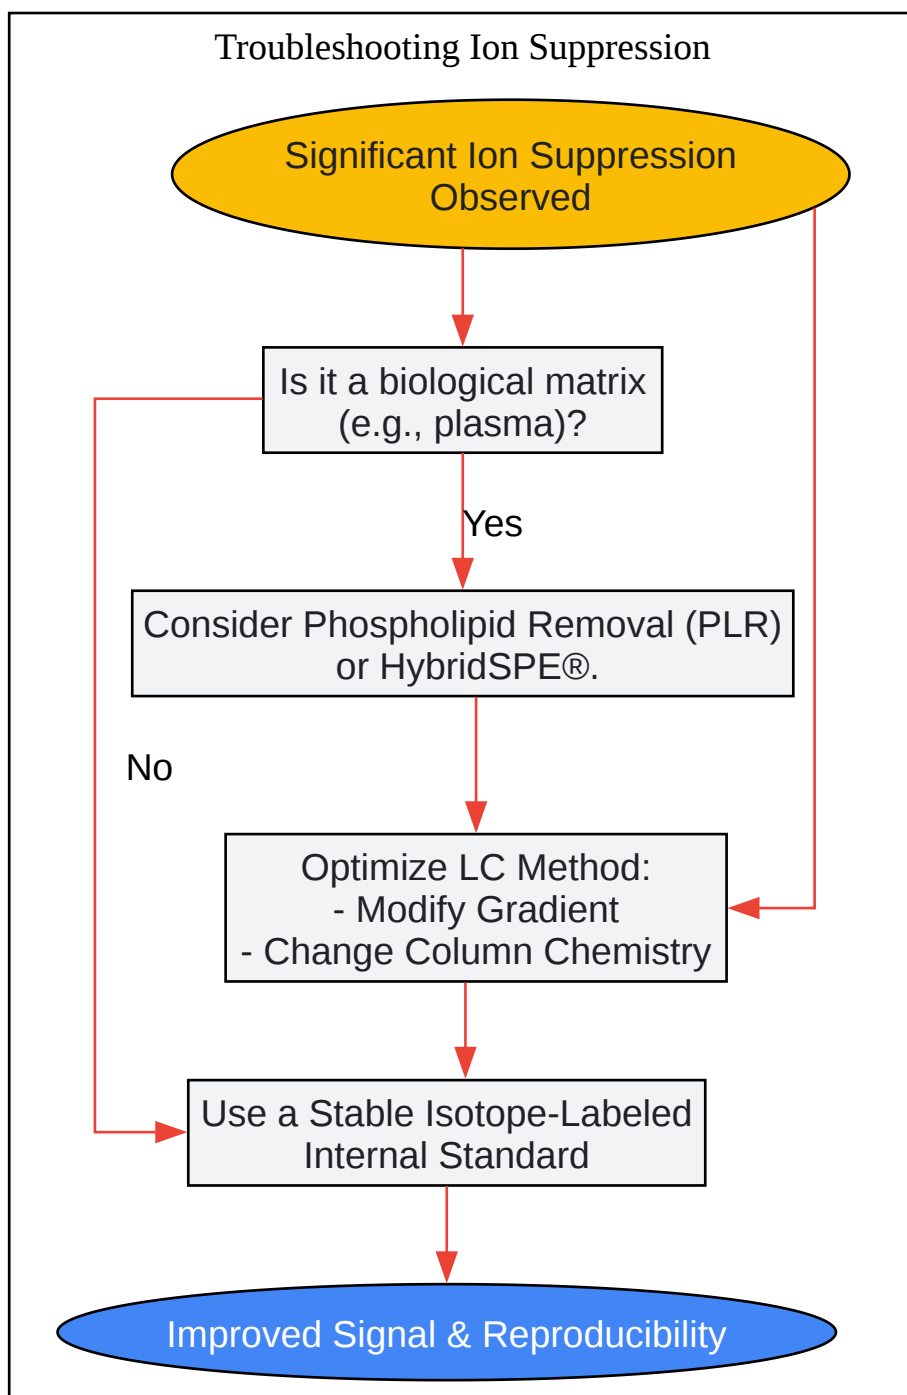 Troubleshooting Ion Suppression
Significant Ion Suppression
Observed
Is it a biological matrix
(e.g., plasma)?
Yes
Consider Phospholipid Removal (PLR)
or HybridSPE®.
No
Optimize LC Method:
- Modify Gradient
- Change Column Chemistry
Use a Stable Isotope-Labeled
Internal Standard
Improved Signal & Reproducibility